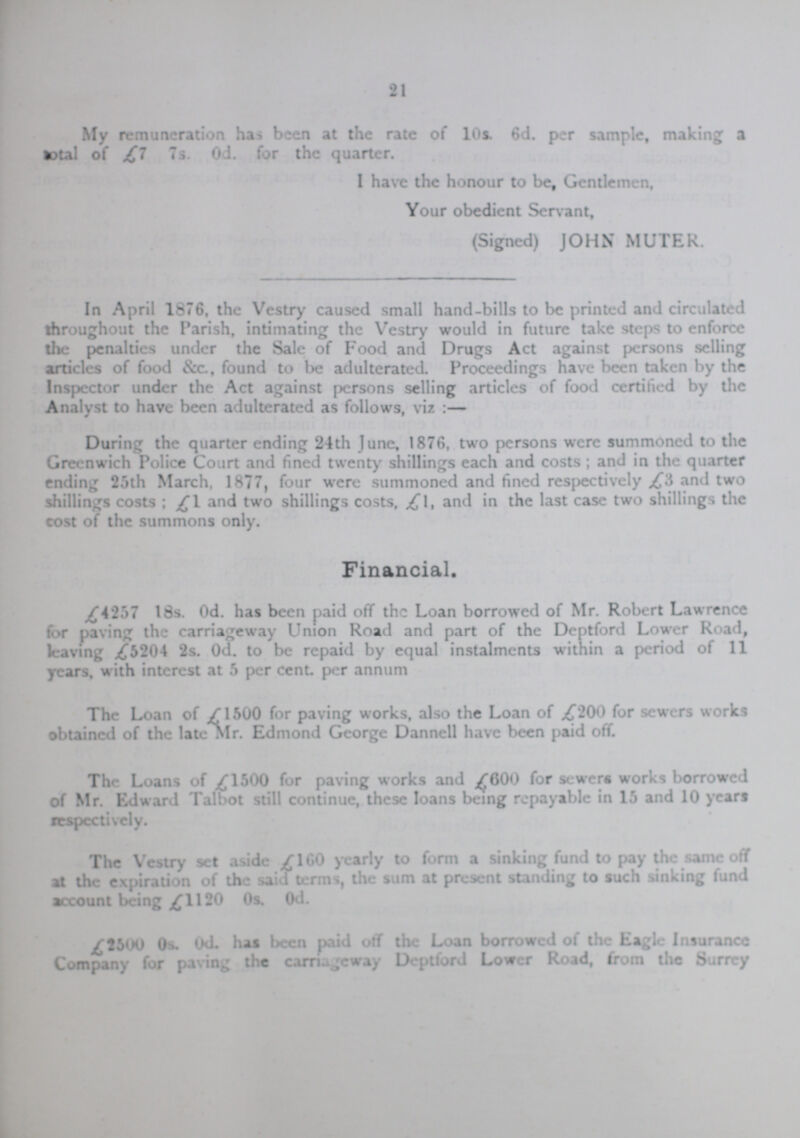 21
My remuneration has been at the rate of 10s. 6d. per sample, making a
total of £7 7s. 0d. for the quarter.
I have the honour to be, Gentlemen,
Your obedient Servant,
(Signed) JOHN MUTER.
In April 1876, the Vestry caused small hand-bills to be printed and circulated
throughout the Parish, intimating the Vestry would in future take steps to enforce
the penalties under the Sale of Food and Drugs Act against persons selling
articles of food &c., found to be adulterated. Proceedings have been taken by the
Inspector under the Act against persons selling articles of food certified by the
Analyst to have been adulterated as follows, viz :—
During the quarter ending 24th June, 1876, two persons were summoned to the
Greenwich Police Court and fined twenty shillings each and costs ; and in the quarter
ending 25th March, 1877, four were summoned and fined respectively £3 and two
shillings costs ; £1 and two shillings costs, £1, and in the last case two shillings the
cost of the summons only.
Financial.
£4257 18s. 0d. has been paid off the Loan borrowed of Mr. Robert Lawrence
for paving the carriageway Union Road and part of the Deptford Lower Road,
leaving £5204 2s. 0d. to be repaid by equal instalments within a period of 11
years, with interest at 5 per cent. per annum
The Loan of £1500 for paving works, also the Loan of £200 for sewers works
obtained of the late Mr. Edmond George Dannell have been paid off.
The Loans of £1500 for paving works and £600 for sewers works borrowed
of Mr. Edward Talbot still continue, these loans being repayable in 15 and 10 years
respectively.
The Vestry set aside £160 yearly to form a sinking fund to pay the same off
at the expiration of the said terms, the sum at present standing to such sinking fund
account being £1120 0s. 0d.
£2500 0s. 0d. has been paid off the Loan borrowed of the Eagle Insurance
Company for paving the carriageway Deptford Lower Road, from the Surrey